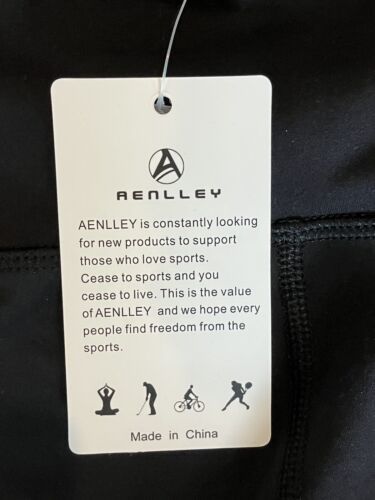 AENLLEY
AENLLEY is constantly looking
for new products to support
those who love sports.
Cease to sports and you
cease to live. This is the value
of AENLLEY and we hope every
people find freedom from the
sports.
Made in China